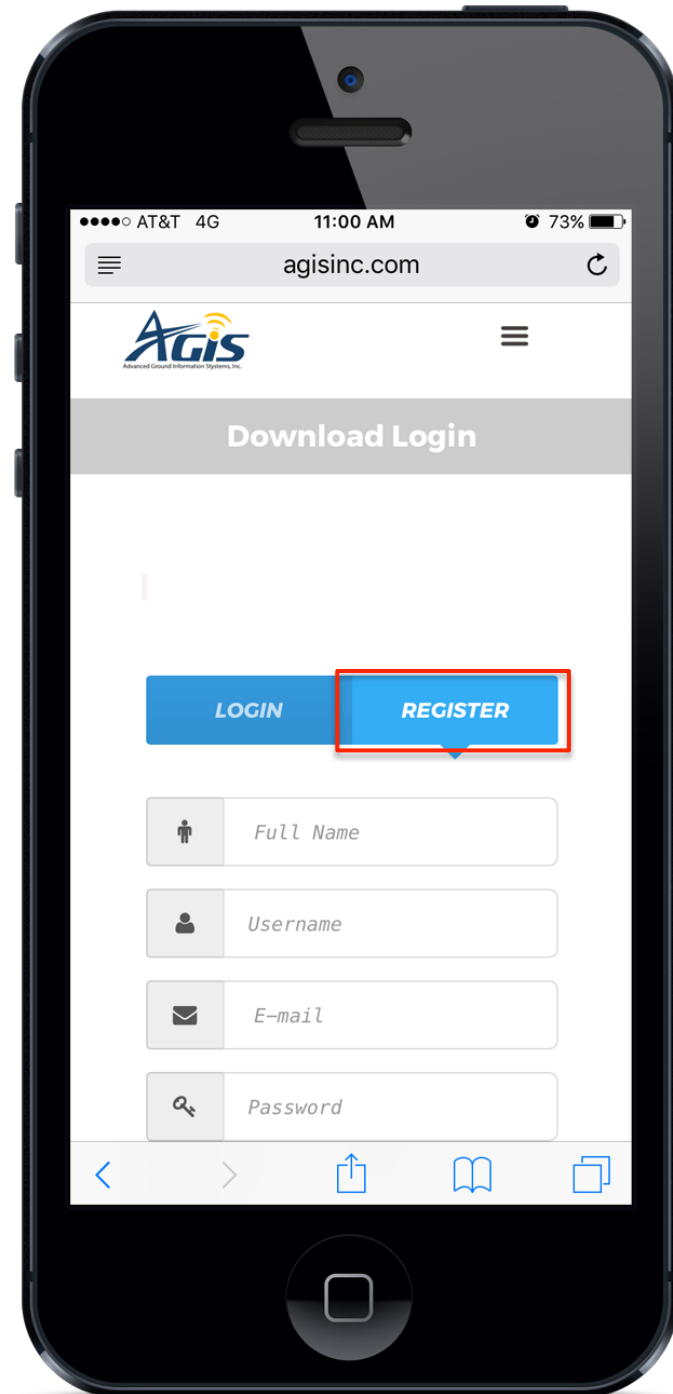 AT&T 4G 11:00 AM 73%
agisinc.com
AGiS
Advanced Ground Information Systems, Inc.
Download Login
LOGIN REGISTER
Full Name
Username
E-mail
Password